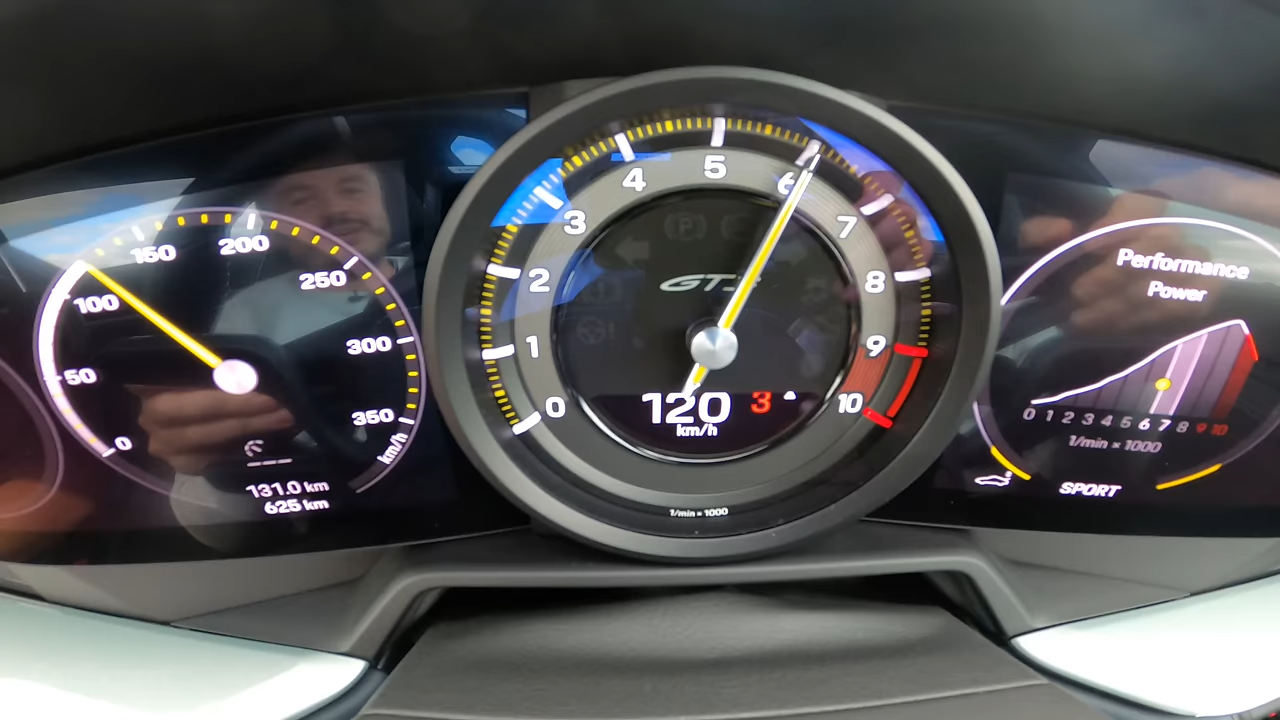 0
50
100
150
200
250
300
350
km/h
131.0 km
625 km
0
1
2
3
4
5
6
7
8
9
10
P
GT3
120 3
km/h
1/min × 1000
Performance
Power
0 1 2 3 4 5 6 7 8 9 10
1/min × 1000
SPORT